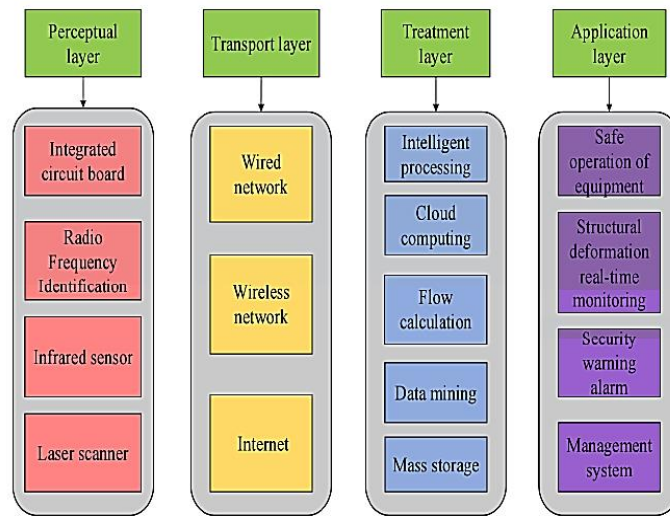 Perceptual
layer
Transport layer
Treatment
layer
Application
layer
Integrated
circuit board
Radio
Frequency
Identification
Infrared sensor
Laser scanner
Wired
network
Wireless
network
Internet
Intelligent
processing
Cloud
computing
Flow
calculation
Data mining
Mass storage
Safe
operation of
equipment
Structural
deformation
real-time
monitoring
Security
warning
alarm
Management
system